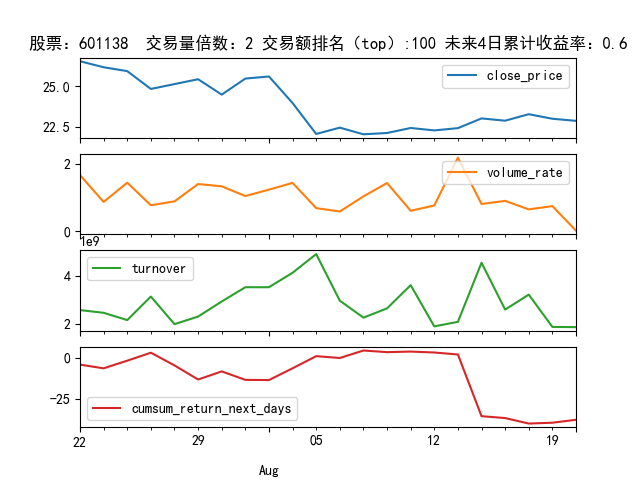 股票：601138  交易量倍数：2 交易额排名（top）:100 未来4日累计收益率：0.6
25.0
22.5
close_price
2
0
volume_rate
1e9
4
2
turnover
0
−25
cumsum_return_next_days
22 29 05 12 19
Aug